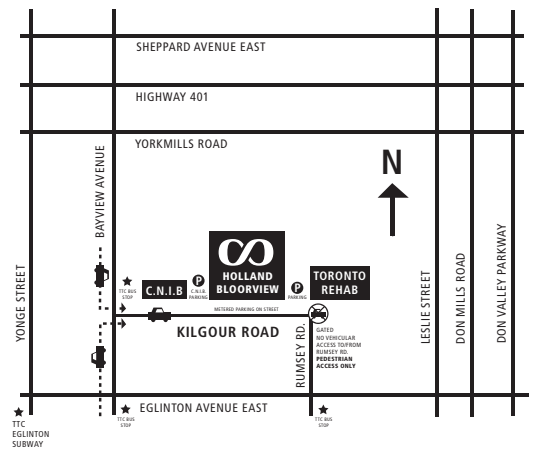 SHEPPARD AVENUE EAST
HIGHWAY 401
YORKMILLS ROAD
N
BAYVIEW AVENUE
YONGE STREET
LESLIE STREET
DON MILLS ROAD
DON VALLEY PARKWAY
HOLLAND
BLOORVIEW
TTC BUS
STOP
C.N.I.B
P
C.N.I.B.
PARKING
P
PARKING
TORONTO
REHAB
METERED PARKING ON STREET
KILGOUR ROAD
RUMSEY RD.
GATED
NO VEHICULAR
ACCESS TO/FROM
RUMSEY RD.
PEDESTRIAN
ACCESS ONLY
EGLINTON AVENUE EAST
TTC
EGLINTON
SUBWAY
TTC BUS
STOP
TTC BUS
STOP